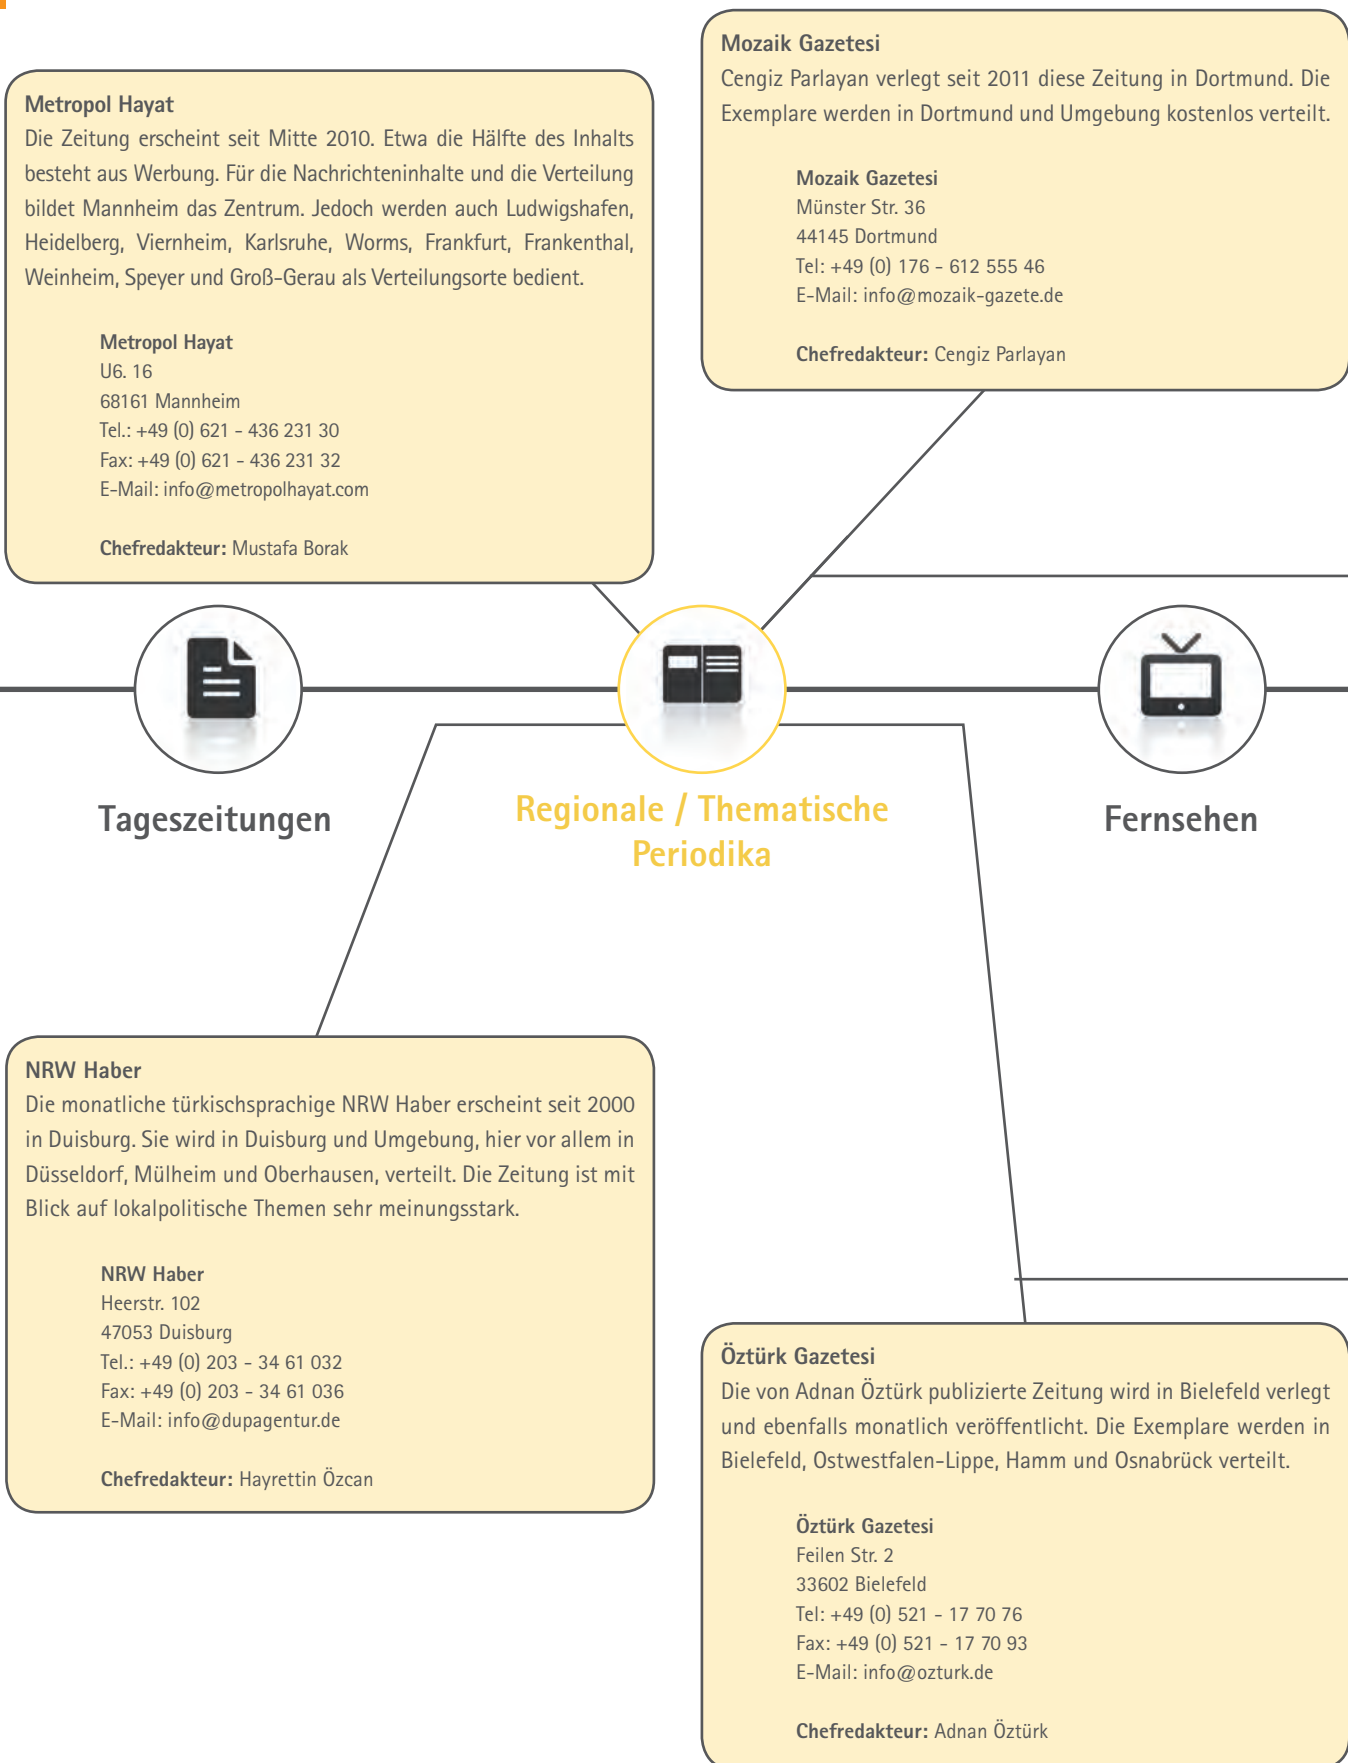 Metropol Hayat
Die Zeitung erscheint seit Mitte 2010. Etwa die Hälfte des Inhalts
besteht aus Werbung. Für die Nachrichteninhalte und die Verteilung
bildet Mannheim das Zentrum. Jedoch werden auch Ludwigshafen,
Heidelberg, Viernheim, Karlsruhe, Worms, Frankfurt, Frankenthal,
Weinheim, Speyer und Groß-Gerau als Verteilungsorte bedient.
Metropol Hayat
U6. 16
68161 Mannheim
Tel.: +49 (0) 621 - 436 231 30
Fax: +49 (0) 621 - 436 231 32
E-Mail: info@metropolhayat.com
Chefredakteur: Mustafa Borak
Mozaik Gazetesi
Cengiz Parlayan verlegt seit 2011 diese Zeitung in Dortmund. Die
Exemplare werden in Dortmund und Umgebung kostenlos verteilt.
Mozaik Gazetesi
Münster Str. 36
44145 Dortmund
Tel: +49 (0) 176 - 612 555 46
E-Mail: info@mozaik-gazete.de
Chefredakteur: Cengiz Parlayan
Tageszeitungen
Regionale / Thematische
Periodika
Fernsehen
NRW Haber
Die monatliche türkischsprachige NRW Haber erscheint seit 2000
in Duisburg. Sie wird in Duisburg und Umgebung, hier vor allem in
Düsseldorf, Mülheim und Oberhausen, verteilt. Die Zeitung ist mit
Blick auf lokalpolitische Themen sehr meinungsstark.
NRW Haber
Heerstr. 102
47053 Duisburg
Tel.: +49 (0) 203 - 34 61 032
Fax: +49 (0) 203 - 34 61 036
E-Mail: info@dupagentur.de
Chefredakteur: Hayrettin Özcan
Öztürk Gazetesi
Die von Adnan Öztürk publizierte Zeitung wird in Bielefeld verlegt
und ebenfalls monatlich veröffentlicht. Die Exemplare werden in
Bielefeld, Ostwestfalen-Lippe, Hamm und Osnabrück verteilt.
Öztürk Gazetesi
Feilen Str. 2
33602 Bielefeld
Tel: +49 (0) 521 - 17 70 76
Fax: +49 (0) 521 - 17 70 93
E-Mail: info@ozturk.de
Chefredakteur: Adnan Öztürk